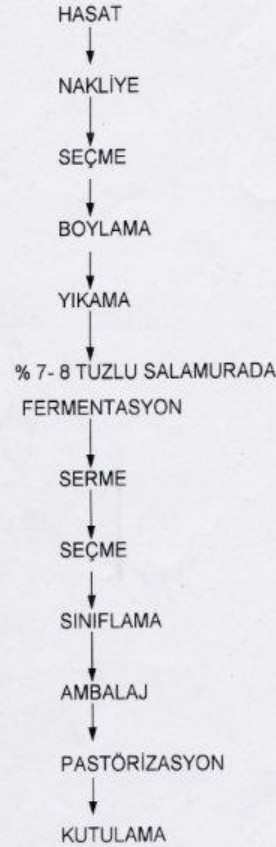 HASAT
NAKLİYE
SEÇME
BOYLAMA
YIKAMA
% 7- 8 TUZLU SALAMURADA
FERMENTASYON
SERME
SEÇME
SINIFLAMA
AMBALAJ
PASTÖRİZASYON
KUTULAMA